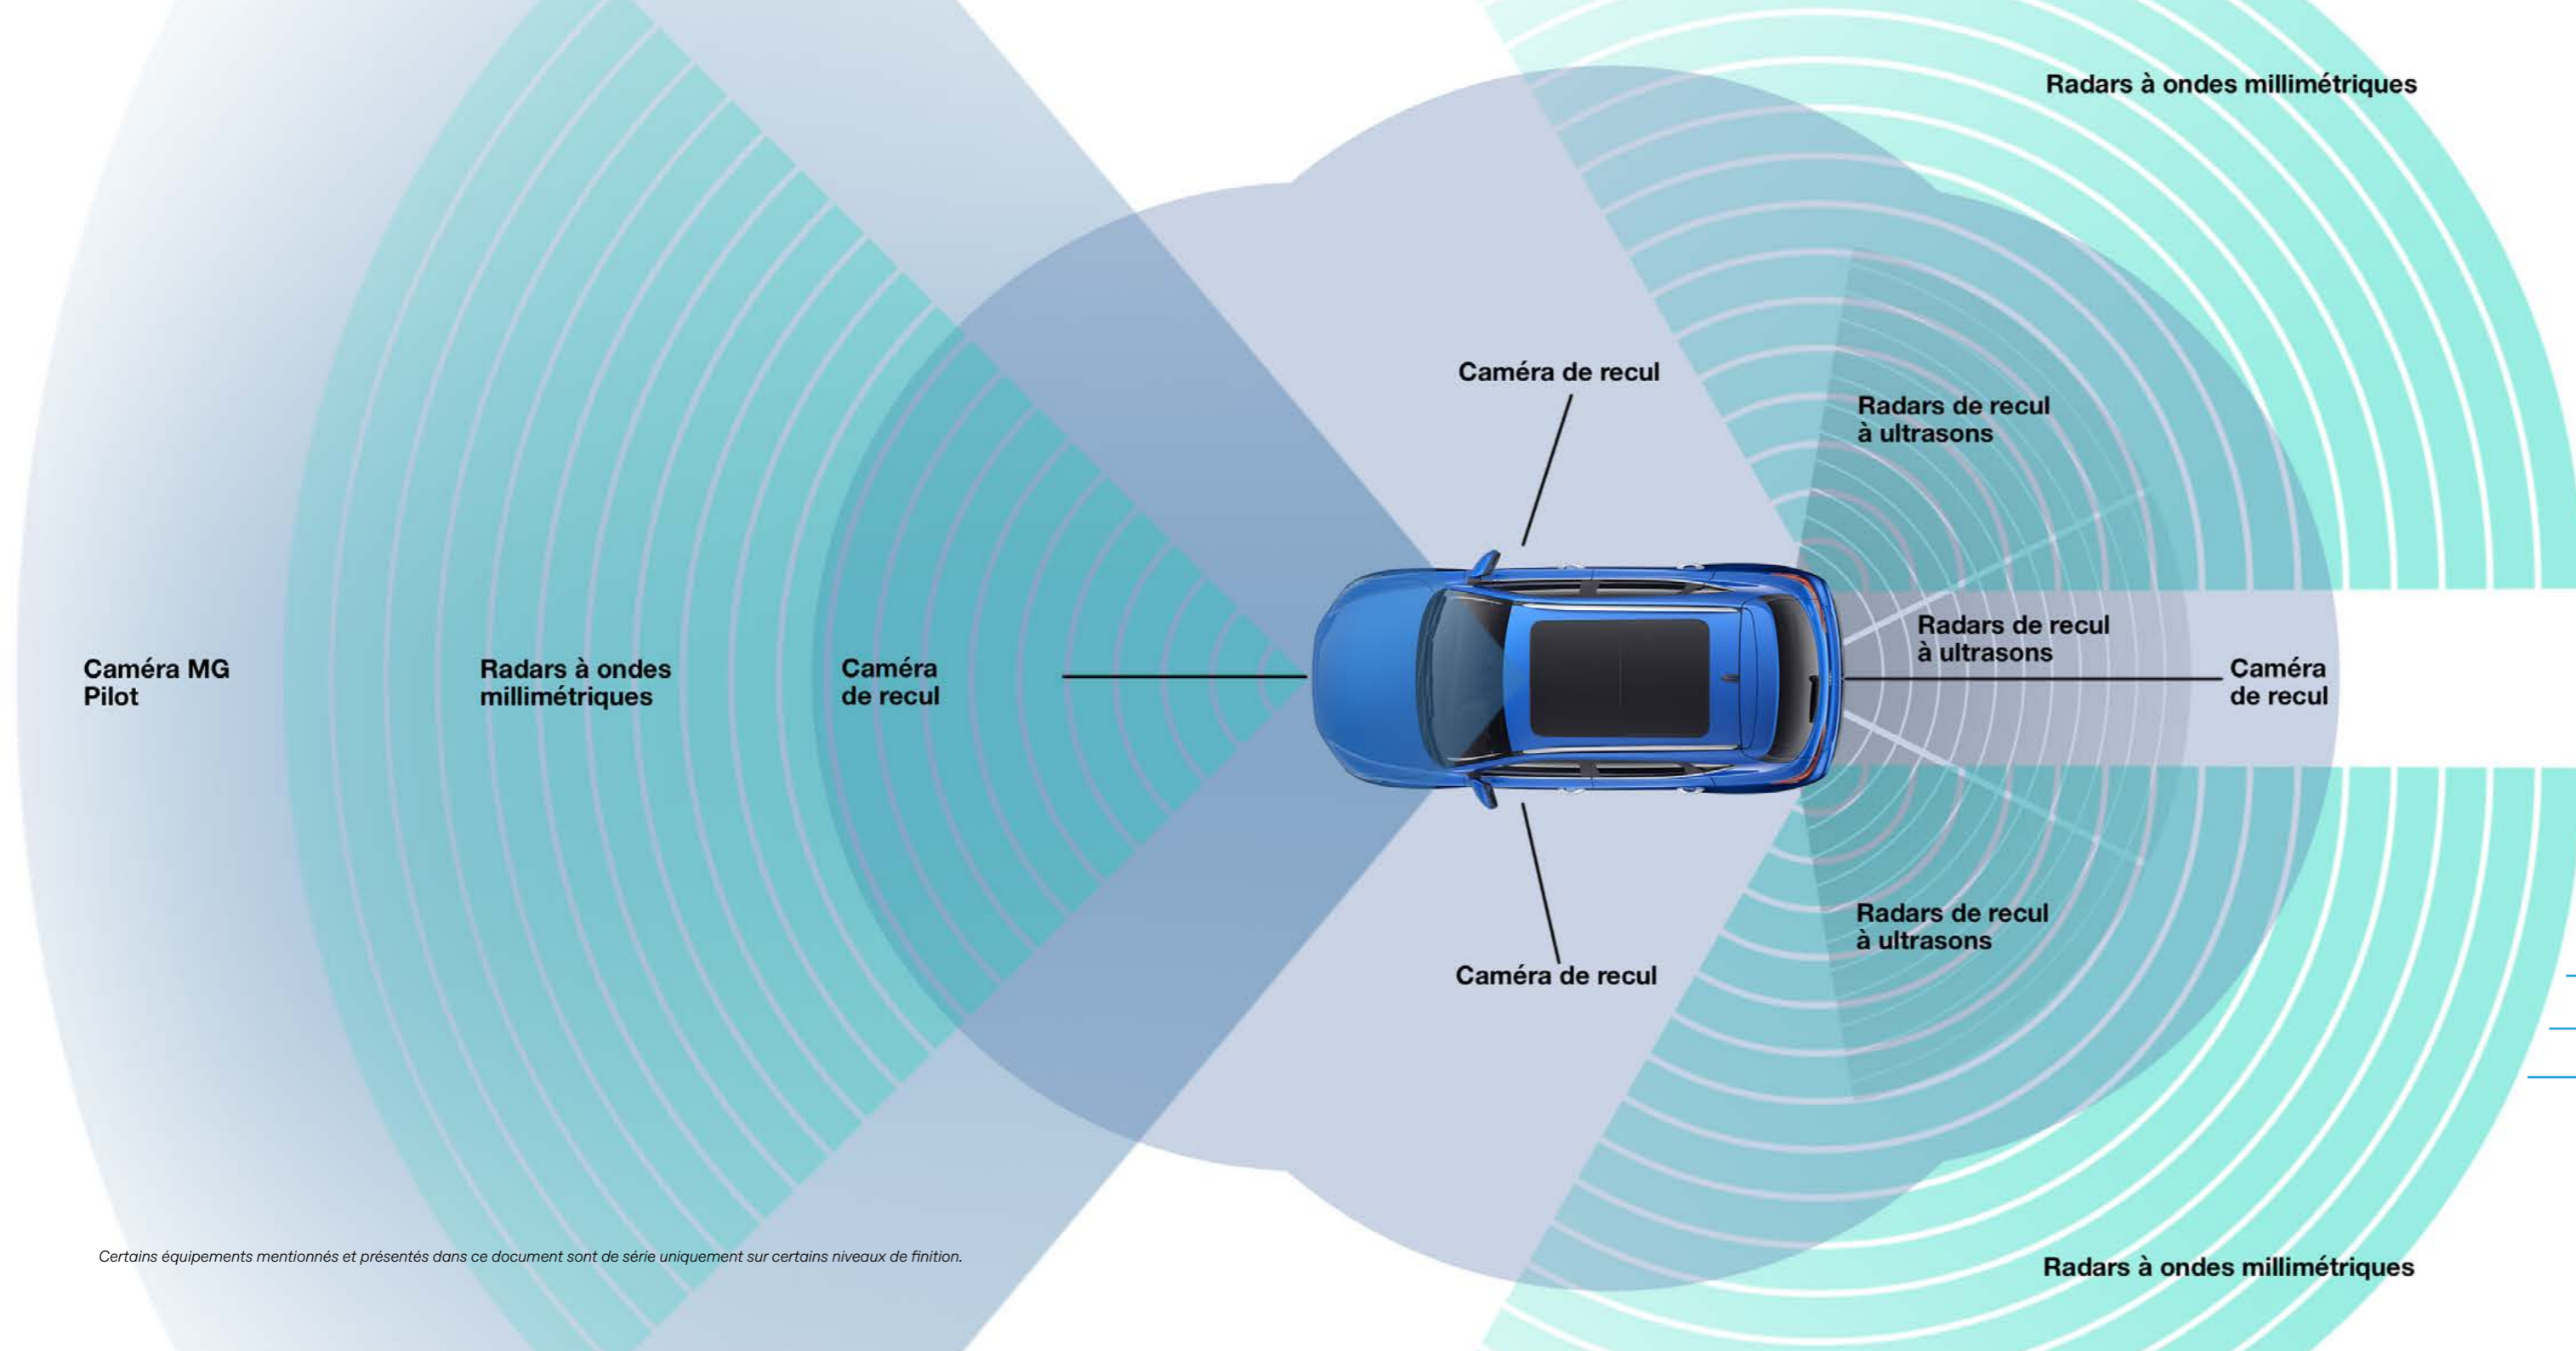 Radars à ondes millimétriques
Caméra de recul
Radars de recul
à ultrasons
Radars de recul
à ultrasons
Caméra MG
Pilot
Radars à ondes
millimétriques
Caméra
de recul
Caméra
de recul
Radars de recul
à ultrasons
Caméra de recul
Certains équipements mentionnés et présentés dans ce document sont de série uniquement sur certains niveaux de finition.
Radars à ondes millimétriques